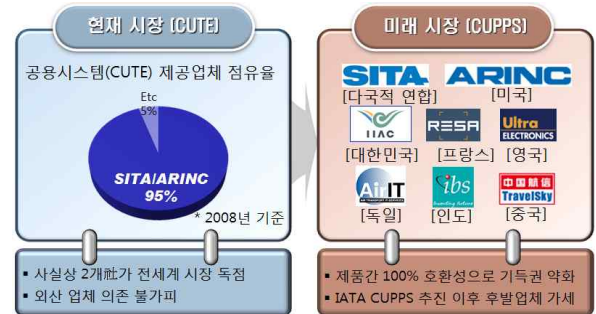 현재 시장 (CUTE)
공용시스템(CUTE) 제공업체 점유율
Etc
5%
SITA/ARINC
95%
* 2008년 기준
▪ 사실상 2개社가 전세계 시장 독점
▪ 외산 업체 의존 불가피
미래 시장 (CUPPS)
SITA ARINC
[다국적 연합] [미국]
IIAC RESA Ultra
ELECTRONICS
[대한민국] [프랑스] [영국]
AirIT ibs 中国航信
TravelSky
[독일] [인도] [중국]
▪ 제품간 100% 호환성으로 기득권 약화
▪ IATA CUPPS 추진 이후 후발업체 가세